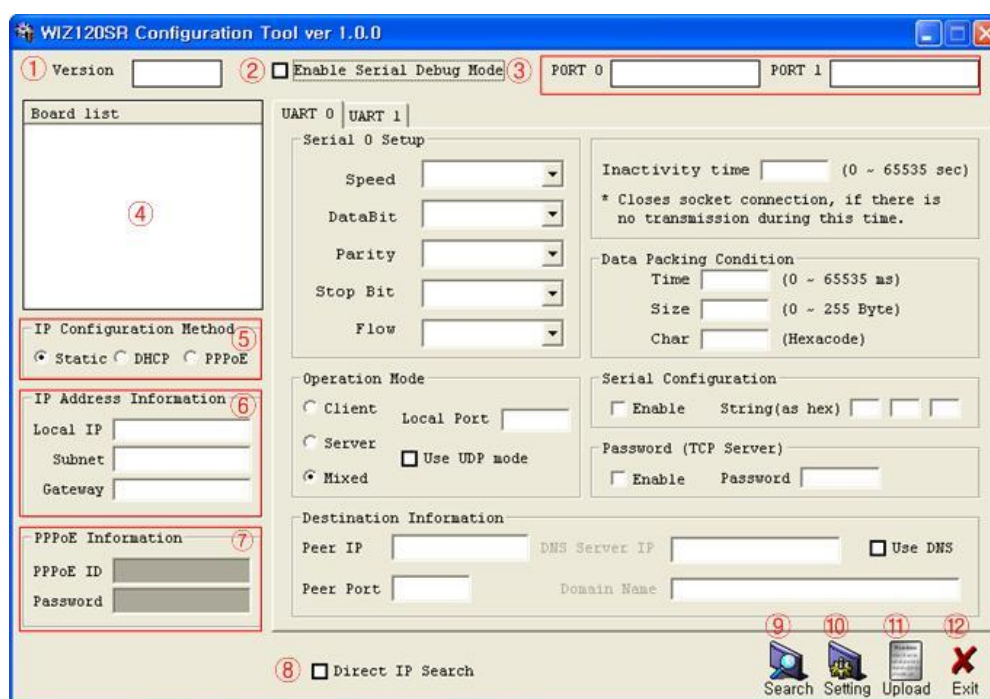 WIZ120SR Configuration Tool ver 1.0.0
① Version ② Enable Serial Debug Mode ③ PORT 0 PORT 1
Board list
④
IP Configuration Method ⑤
Static DHCP PPPoE
IP Address Information ⑥
Local IP
Subnet
Gateway
PPPoE Information ⑦
PPPoE ID
Password
UART 0 UART 1
Serial 0 Setup
Speed
DataBit
Parity
Stop Bit
Flow
Inactivity time (0 ~ 65535 sec)
* Closes socket connection, if there is
no transmission during this time.
Data Packing Condition
Time (0 ~ 65535 ms)
Size (0 ~ 255 Byte)
Char (Hexacode)
Operation Mode
Client
Server
Mixed
Local Port
Use UDP mode
Serial Configuration
Enable String(as hex)
Password (TCP Server)
Enable Password
Destination Information
Peer IP DNS Server IP Use DNS
Peer Port Domain Name
⑧ Direct IP Search
⑨ ⑩ ⑪ ⑫
Search Setting Upload Exit